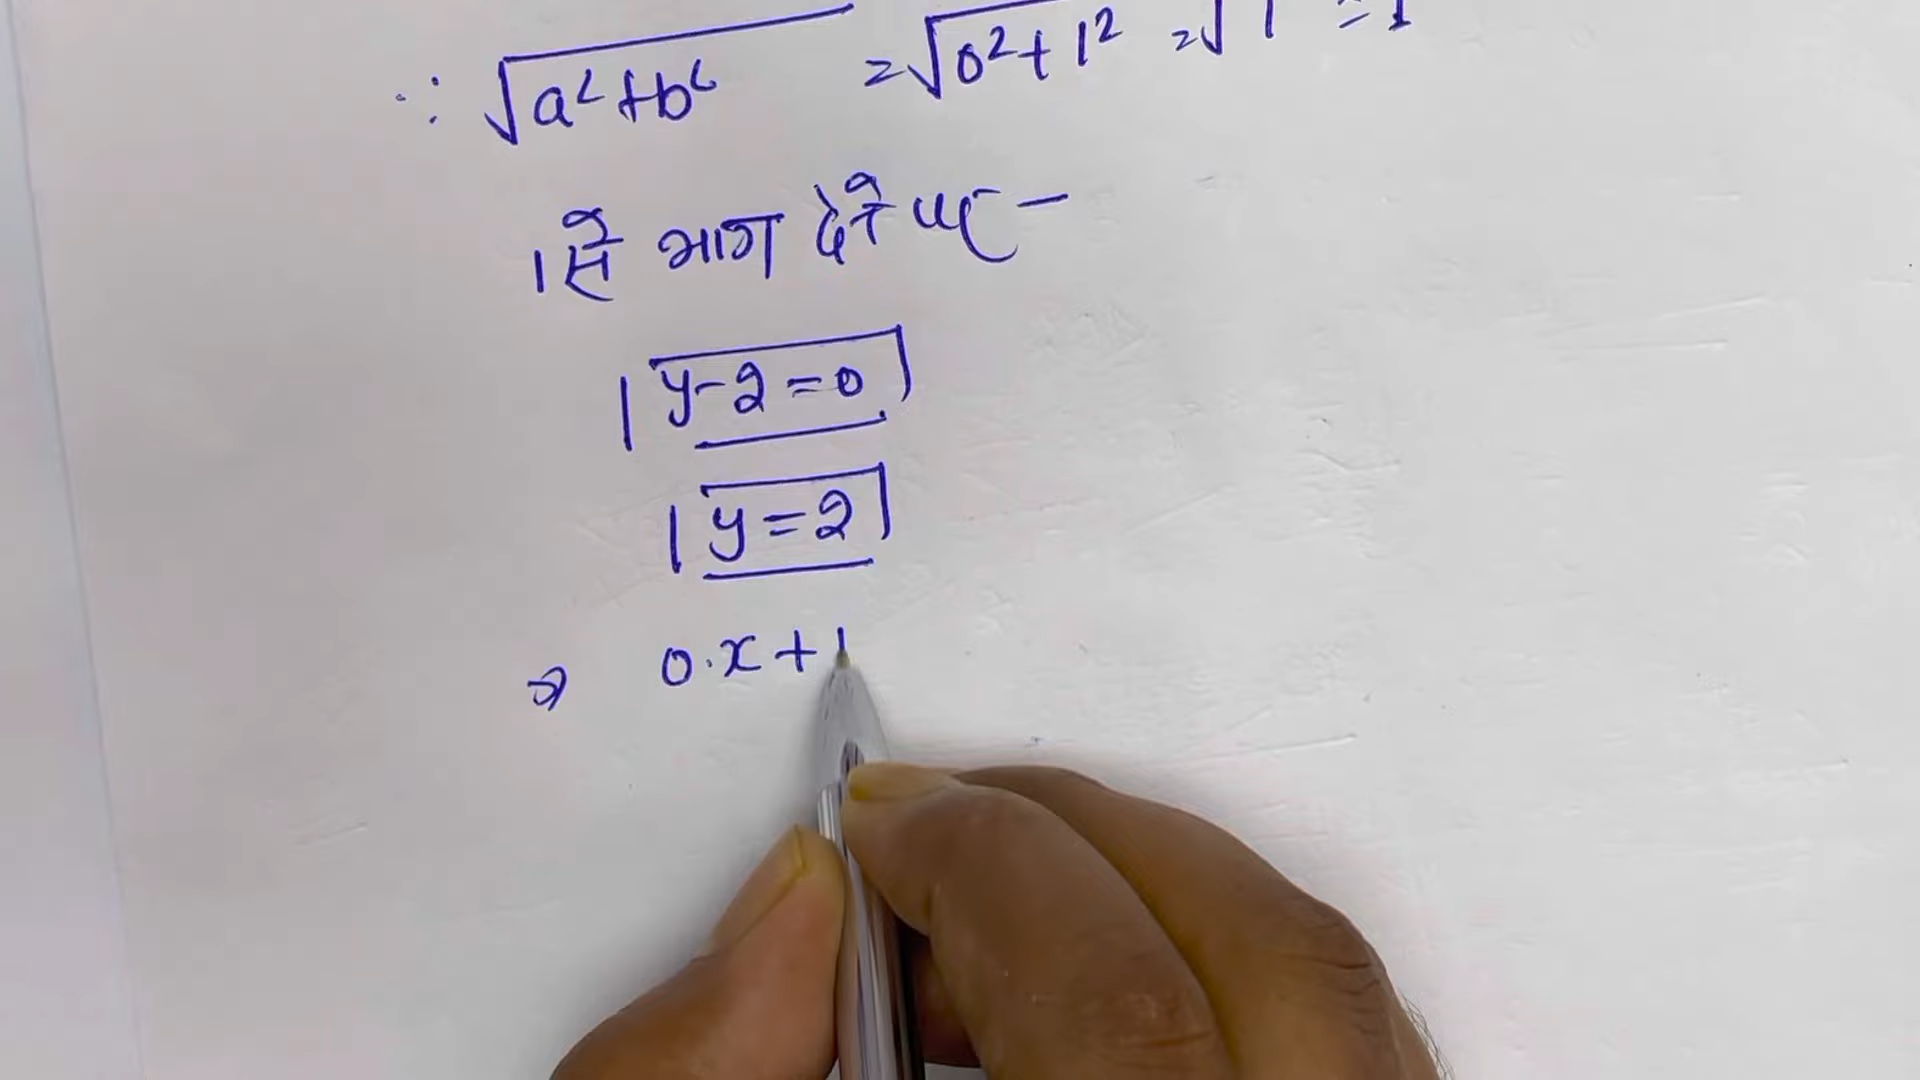 ∵ √a²+b² = √0²+1² = √1 = 1
1 से भाग देने पर –
y-2=0
y=2
⇒ 0.x+1